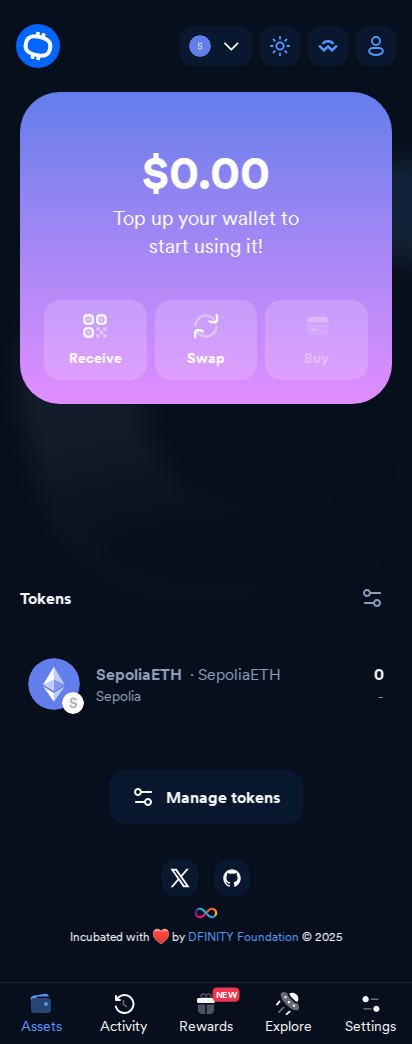 S
$0.00
Top up your wallet to
start using it!
Receive Swap Buy
Tokens
SepoliaETH · SepoliaETH 0
Sepolia -
S
Manage tokens
Incubated with ❤️ by DFINITY Foundation © 2025
NEW
Assets Activity Rewards Explore Settings